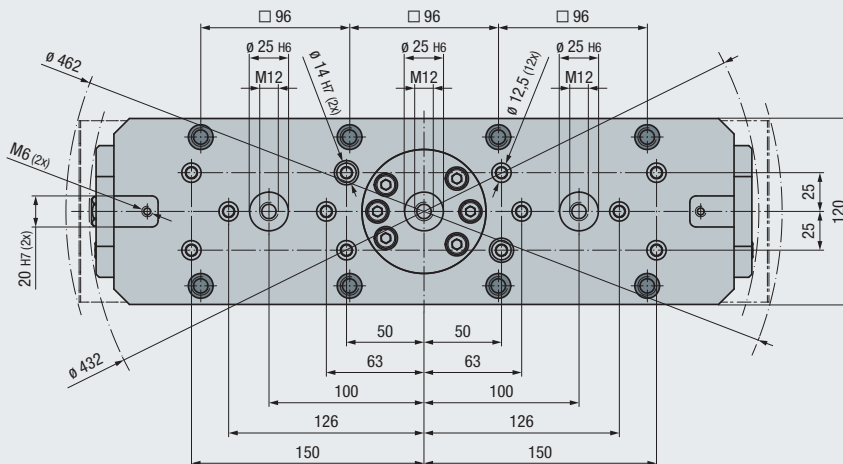 □ 96 □ 96 □ 96
ø 25 H6 ø 25 H6 ø 25 H6
M12 M12 M12
ø 462
ø 14 H7 (2x)
ø 12,5 (12x)
M6 (2x)
20 H7 (2x)
25
25
120
ø 432
50 50
63 63
100 100
126 126
150 150